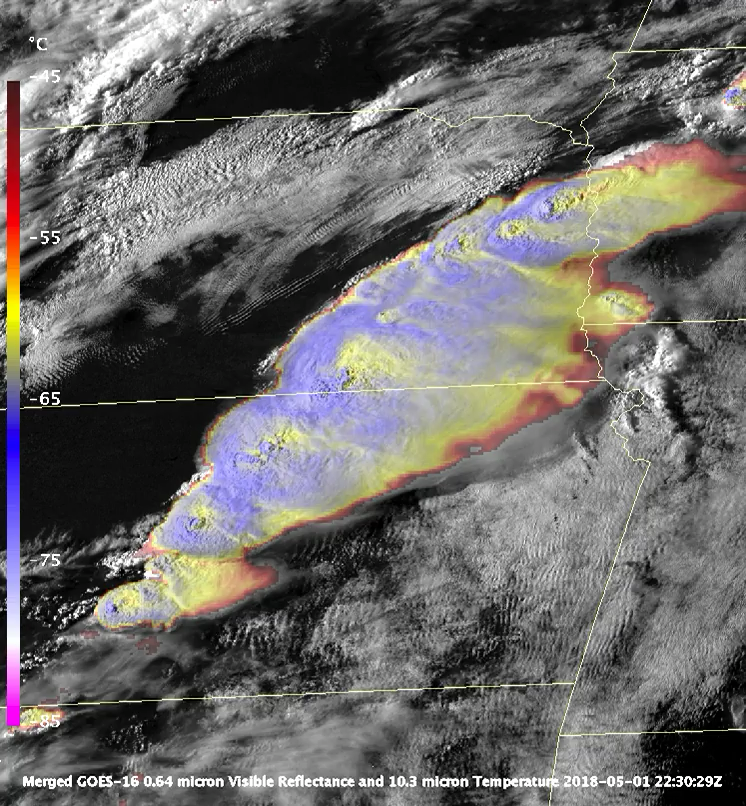 °C
-45
-55
-65
-75
-85
Merged GOES-16 0.64 micron Visible Reflectance and 10.3 micron Temperature 2018-05-01 22:30:29Z